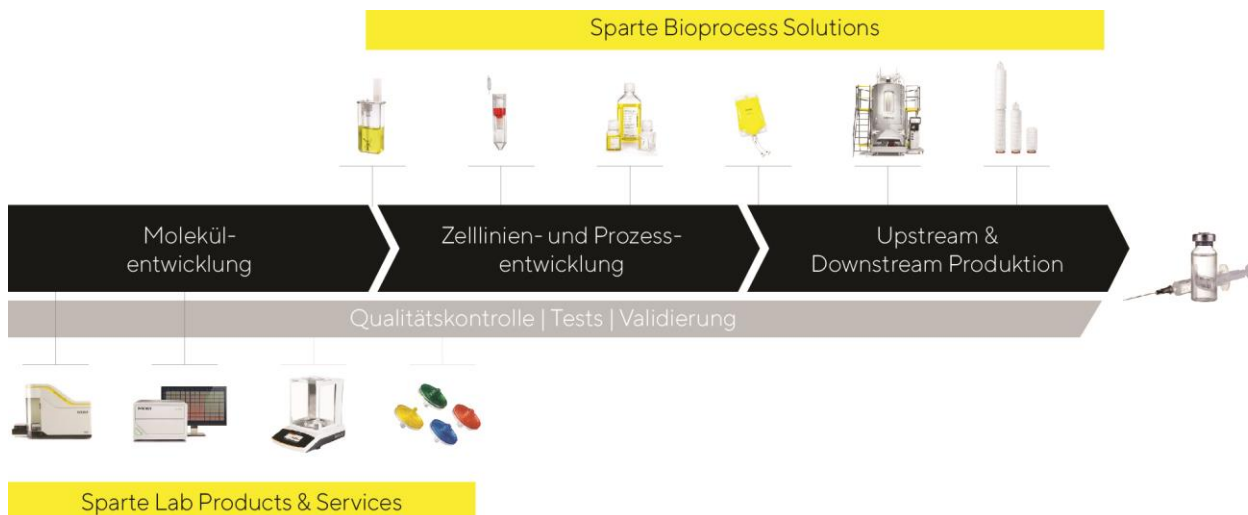 Sparte Bioprocess Solutions
Molekül-
entwicklung
Zelllinien- und Prozess-
entwicklung
Upstream &
Downstream Produktion
Qualitätskontrolle | Tests | Validierung
Sparte Lab Products & Services